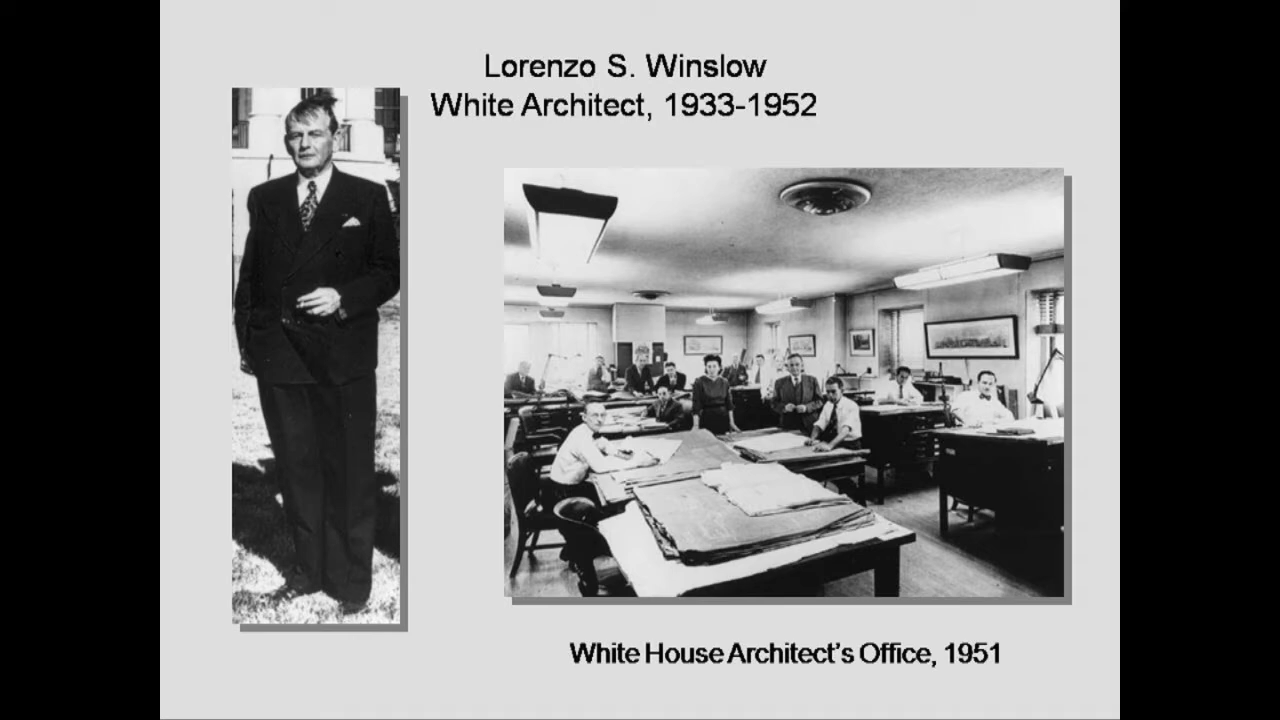 Lorenzo S. Winslow
White Architect, 1933-1952
White House Architect's Office, 1951